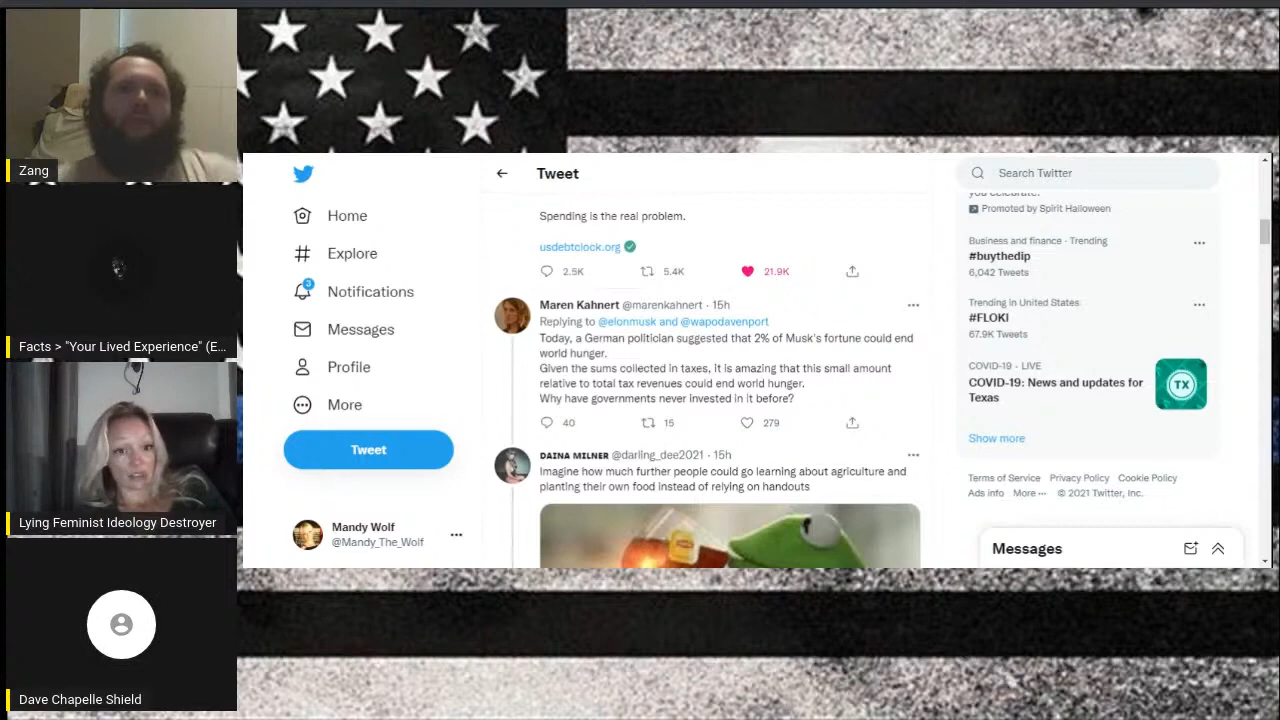 Zang
Facts > "Your Lived Experience" (E...
Lying Feminist Ideology Destroyer
Dave Chapelle Shield
Home
Explore
3
Notifications
Messages
Profile
More
Tweet
Mandy Wolf
@Mandy_The_Wolf
Tweet
Spending is the real problem.
usdebtclock.org
2.5K 5.4K 21.9K
Maren Kahnert @marenkahnert · 15h
Replying to @elonmusk and @wapodavenport
Today, a German politician suggested that 2% of Musk's fortune could end
world hunger.
Given the sums collected in taxes, it is amazing that this small amount
relative to total tax revenues could end world hunger.
Why have governments never invested in it before?
40 15 279
DAINA MILNER @darling_dee2021 · 15h
Imagine how much further people could go learning about agriculture and
planting their own food instead of relying on handouts
Search Twitter
you celebrate.
Promoted by Spirit Halloween
Business and finance · Trending
#buythedip
6,042 Tweets
Trending in United States
#FLOKI
67.9K Tweets
COVID-19 · LIVE
COVID-19: News and updates for
Texas
TX
Show more
Terms of Service Privacy Policy Cookie Policy
Ads info More ··· © 2021 Twitter, Inc.
Messages